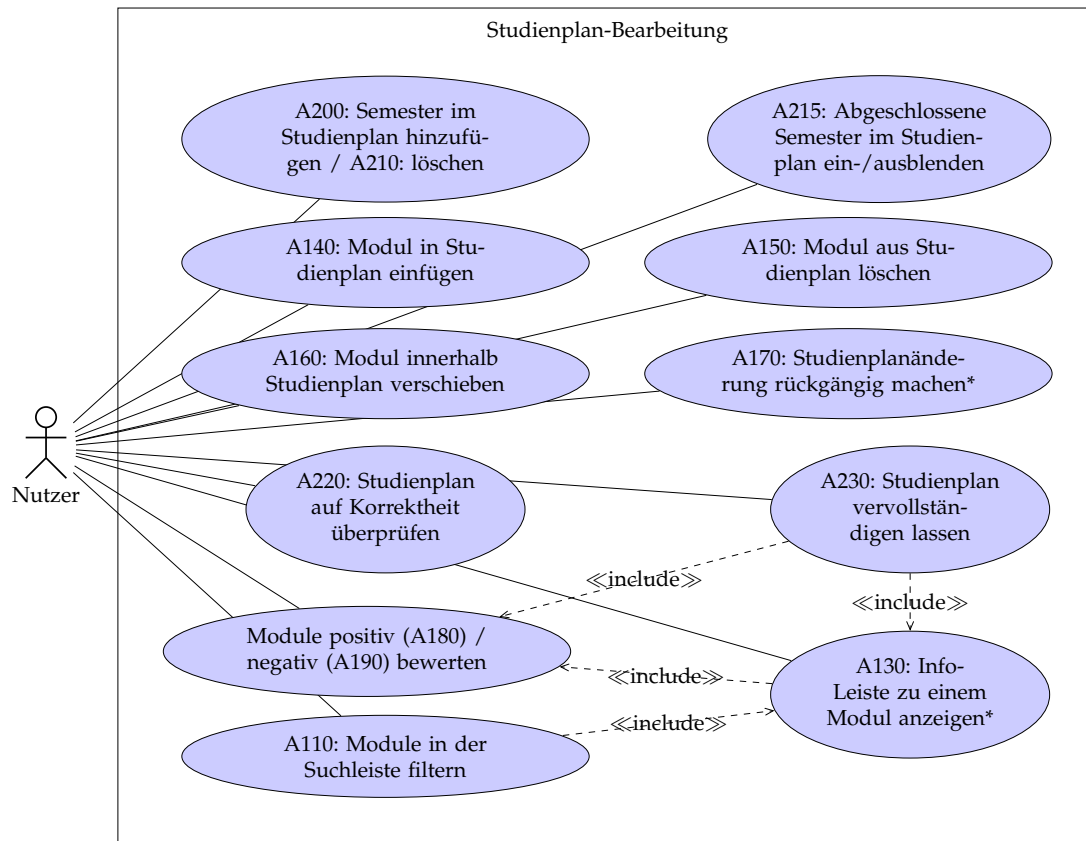 Studienplan-Bearbeitung
A200: Semester im
Studienplan hinzufü-
gen / A210: löschen
A215: Abgeschlossene
Semester im Studien-
plan ein-/ausblenden
A140: Modul in Stu-
dienplan einfügen
A150: Modul aus Stu-
dienplan löschen
A160: Modul innerhalb
Studienplan verschieben
A170: Studienplanände-
rung rückgängig machen*
Nutzer
A220: Studienplan
auf Korrektheit
überprüfen
A230: Studienplan
vervollstän-
digen lassen
≪include≫
≪include≫
Module positiv (A180) /
negativ (A190) bewerten
≪include≫
A130: Info-
Leiste zu einem
Modul anzeigen*
≪include≫
A110: Module in der
Suchleiste filtern